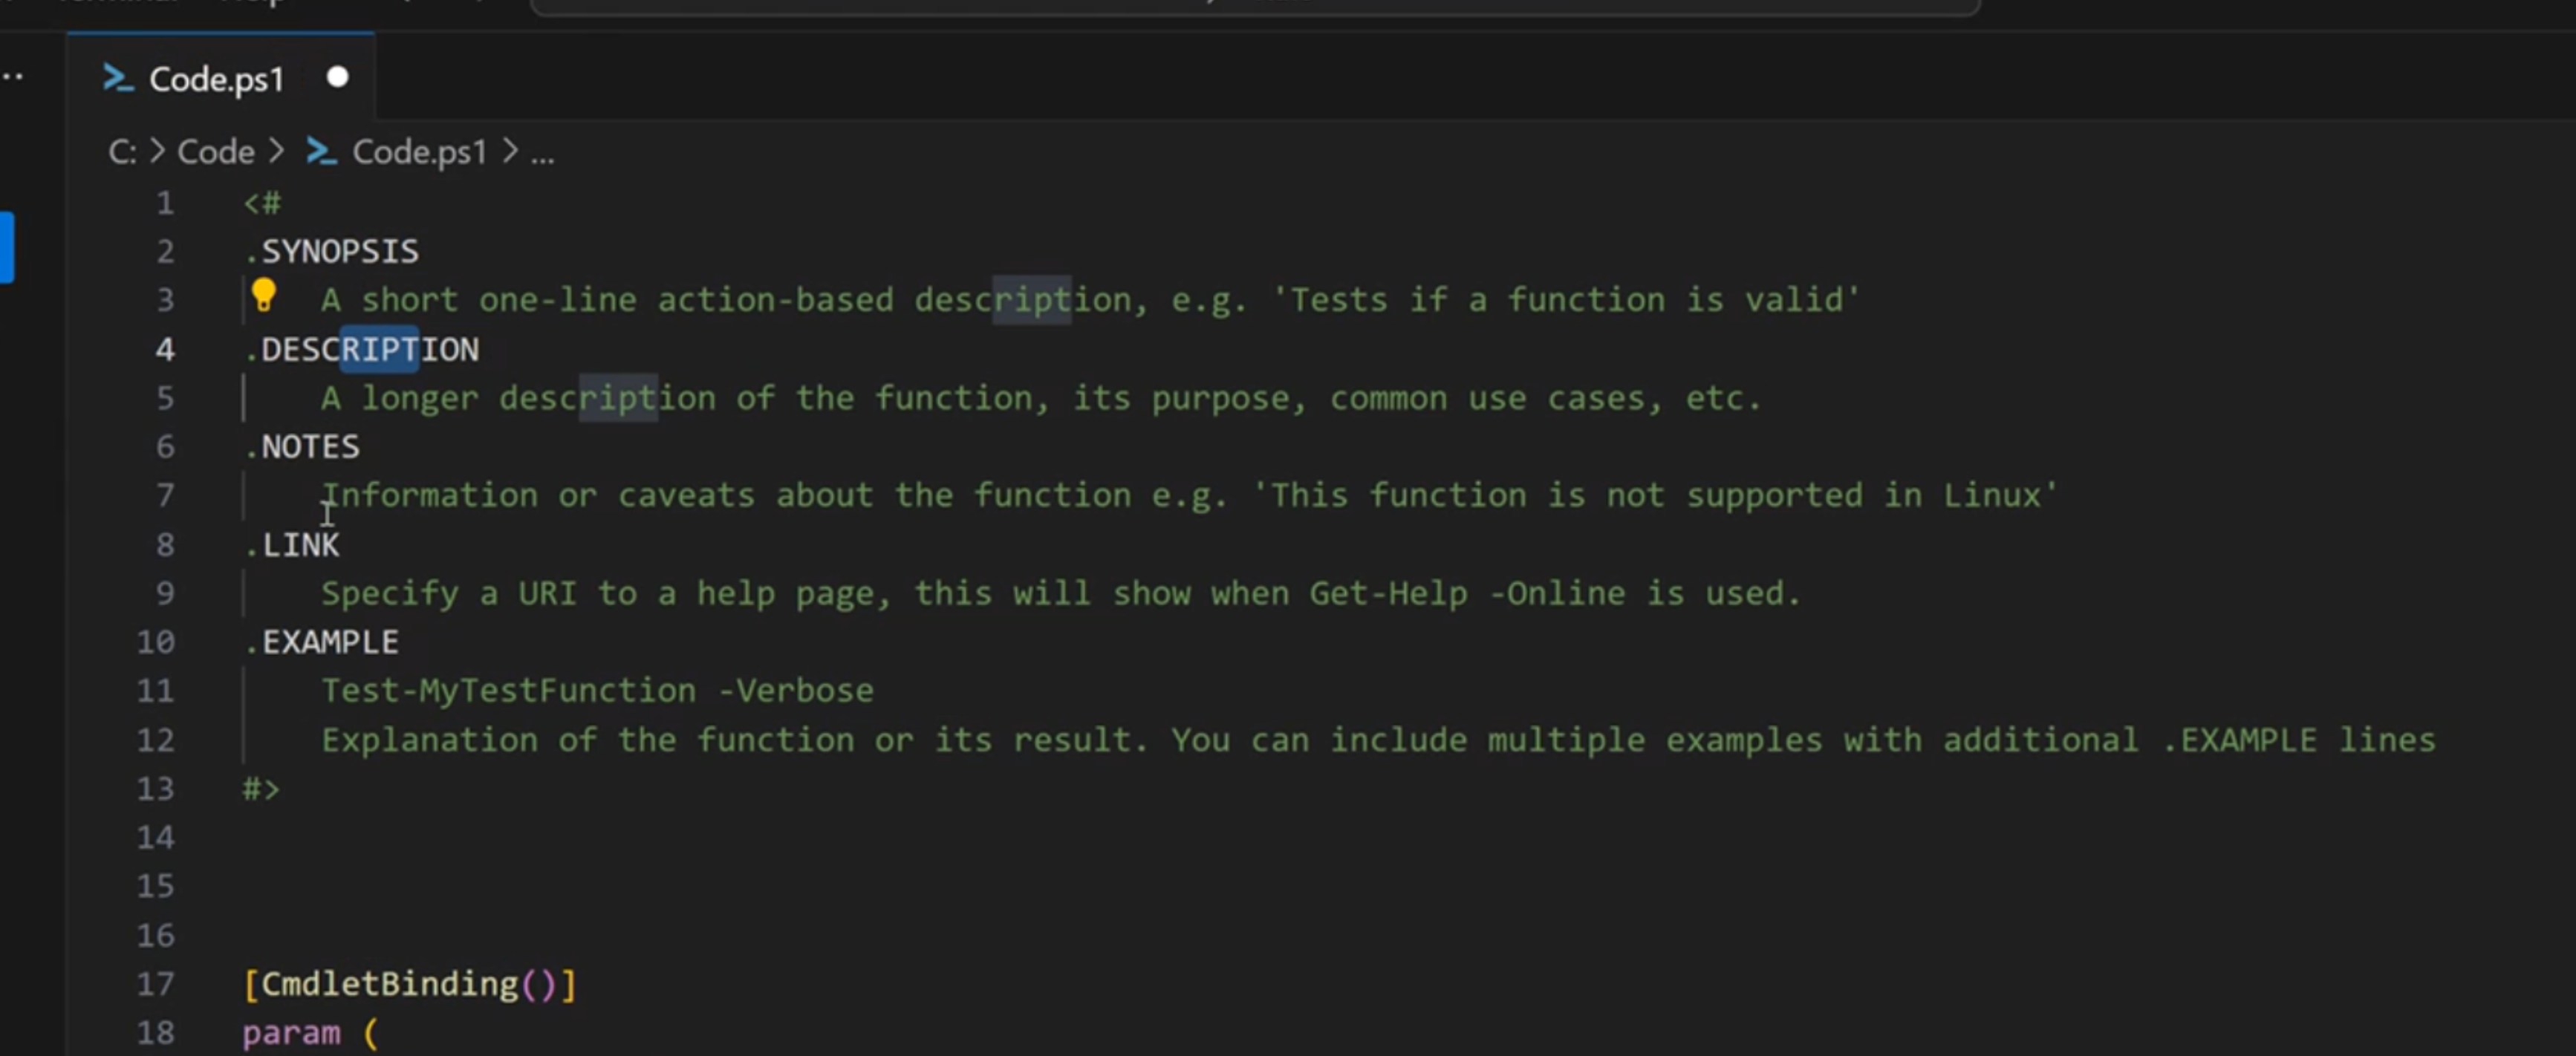 Code.ps1
C: > Code > Code.ps1 > ...
1 <#
2 .SYNOPSIS
3 A short one-line action-based description, e.g. 'Tests if a function is valid'
4 .DESCRIPTION
5 A longer description of the function, its purpose, common use cases, etc.
6 .NOTES
7 Information or caveats about the function e.g. 'This function is not supported in Linux'
8 .LINK
9 Specify a URI to a help page, this will show when Get-Help -Online is used.
10 .EXAMPLE
11 Test-MyTestFunction -Verbose
12 Explanation of the function or its result. You can include multiple examples with additional .EXAMPLE lines
13 #>
14
15
16
17 [CmdletBinding()]
18 param (